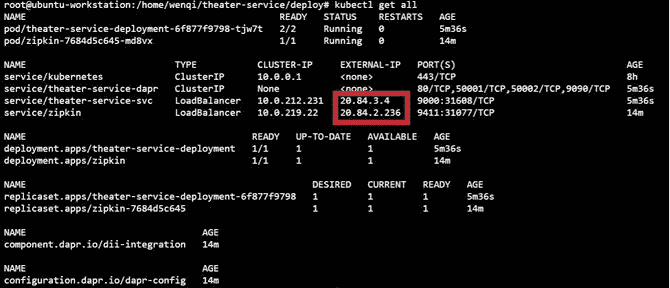 root@ubuntu-workstation:/home/wenqi/theater-service/deploy# kubectl get all
NAME READY STATUS RESTARTS AGE
pod/theater-service-deployment-6f877f9798-tjw7t 2/2 Running 0 5m36s
pod/zipkin-7684d5c645-md8vx 1/1 Running 0 14m
NAME TYPE CLUSTER-IP EXTERNAL-IP PORT(S) AGE
service/kubernetes ClusterIP 10.0.0.1 <none> 443/TCP 8h
service/theater-service-dapr ClusterIP None <none> 80/TCP,50001/TCP,50002/TCP,9090/TCP 5m36s
service/theater-service-svc LoadBalancer 10.0.212.231 20.84.3.4 9000:31608/TCP 5m36s
service/zipkin LoadBalancer 10.0.219.22 20.84.2.236 9411:31077/TCP 14m
NAME READY UP-TO-DATE AVAILABLE AGE
deployment.apps/theater-service-deployment 1/1 1 1 5m36s
deployment.apps/zipkin 1/1 1 1 14m
NAME DESIRED CURRENT READY AGE
replicaset.apps/theater-service-deployment-6f877f9798 1 1 1 5m36s
replicaset.apps/zipkin-7684d5c645 1 1 1 14m
NAME AGE
component.dapr.io/dii-integration 14m
NAME AGE
configuration.dapr.io/dapr-config 14m